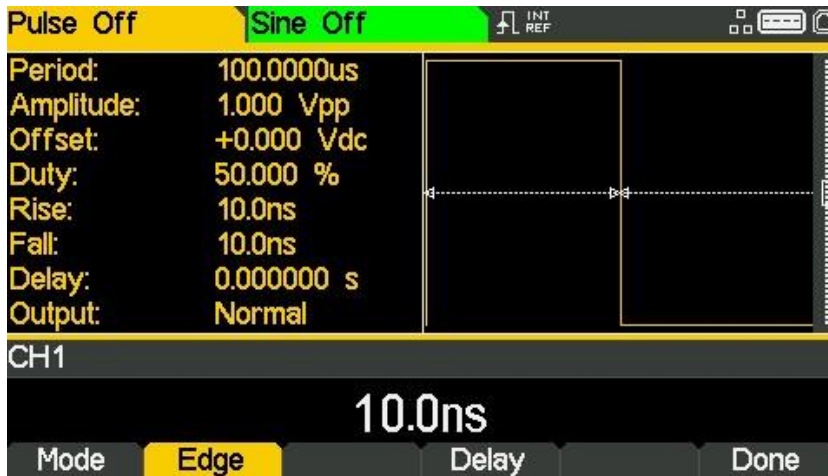 Pulse Off Sine Off INT
REF
Period: 100.0000us
Amplitude: 1.000 Vpp
Offset: +0.000 Vdc
Duty: 50.000 %
Rise: 10.0ns
Fall: 10.0ns
Delay: 0.000000 s
Output: Normal
CH1
10.0ns
Mode Edge Delay Done